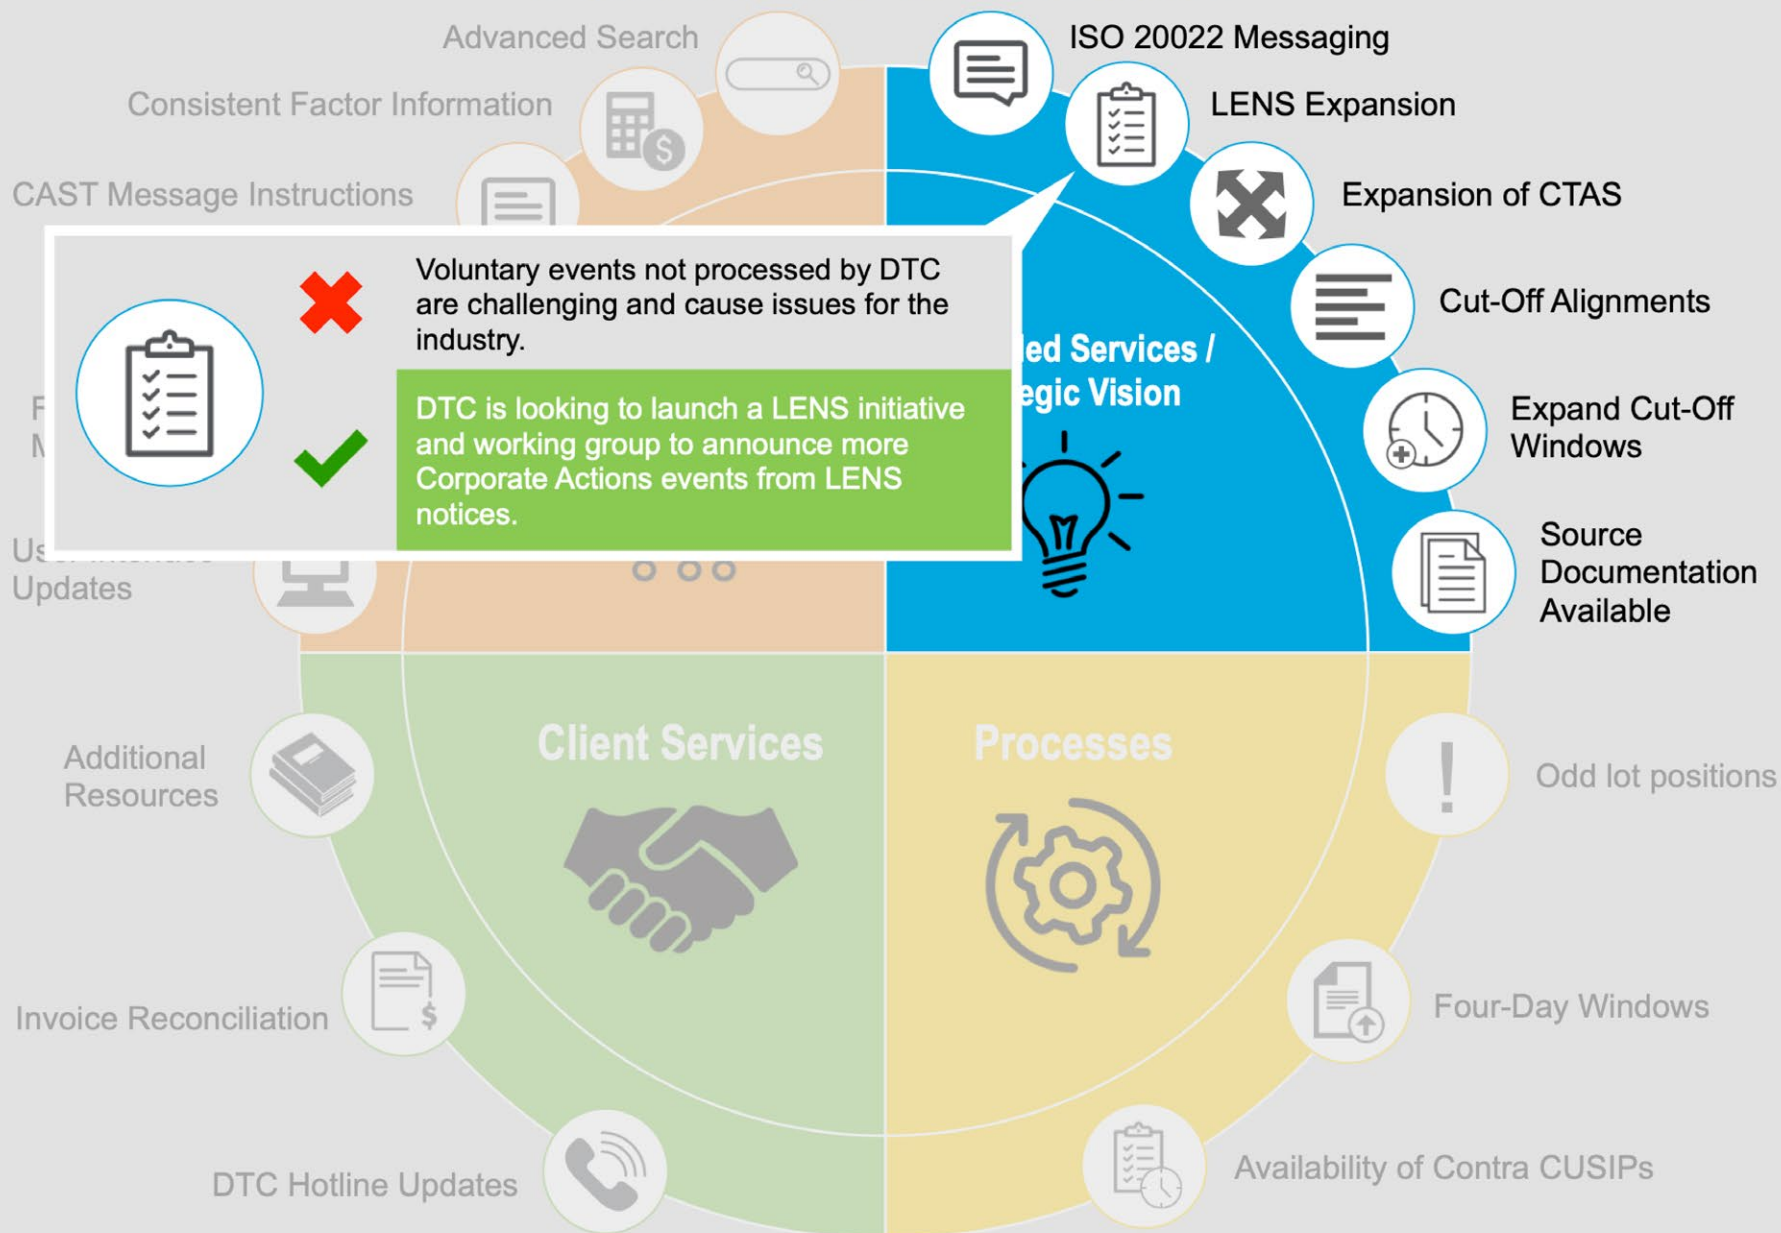 Advanced Search
Consistent Factor Information
CAST Message Instructions
ISO 20022 Messaging
LENS Expansion
Expansion of CTAS
Cut-Off Alignments
Expand Cut-Off
Windows
Source
Documentation
Available
Voluntary events not processed by DTC
are challenging and cause issues for the
industry.
DTC is looking to launch a LENS initiative
and working group to announce more
Corporate Actions events from LENS
notices.
Services /
Vision
Updates
Client Services
Processes
Additional
Resources
Invoice Reconciliation
DTC Hotline Updates
Odd lot positions
Four-Day Windows
Availability of Contra CUSIPs